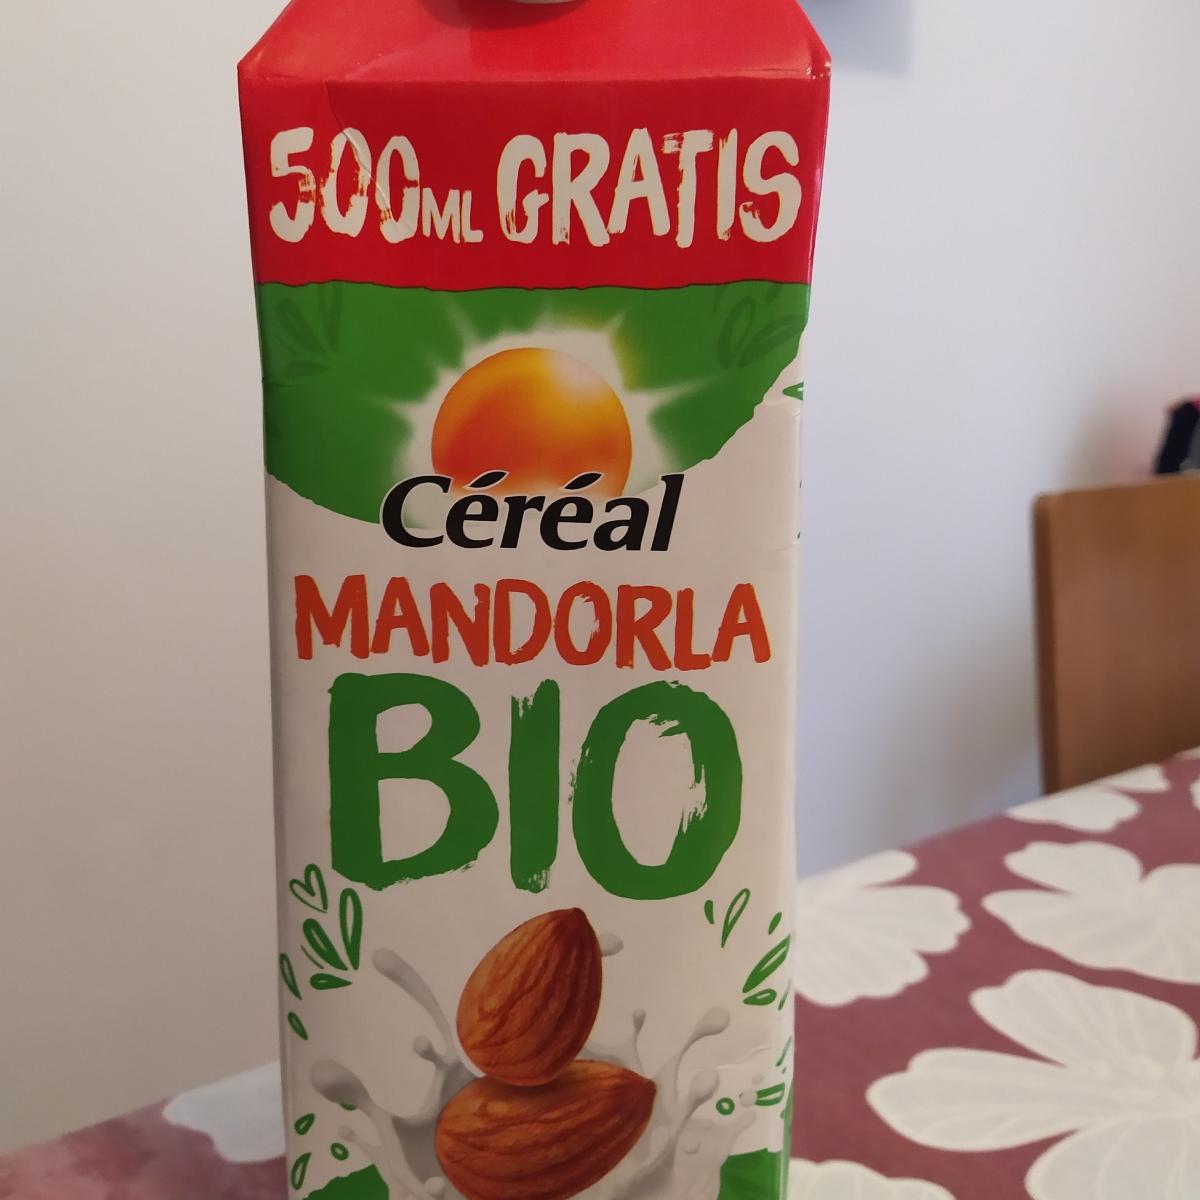 500ML GRATIS
Céréal
MANDORLA
BIO